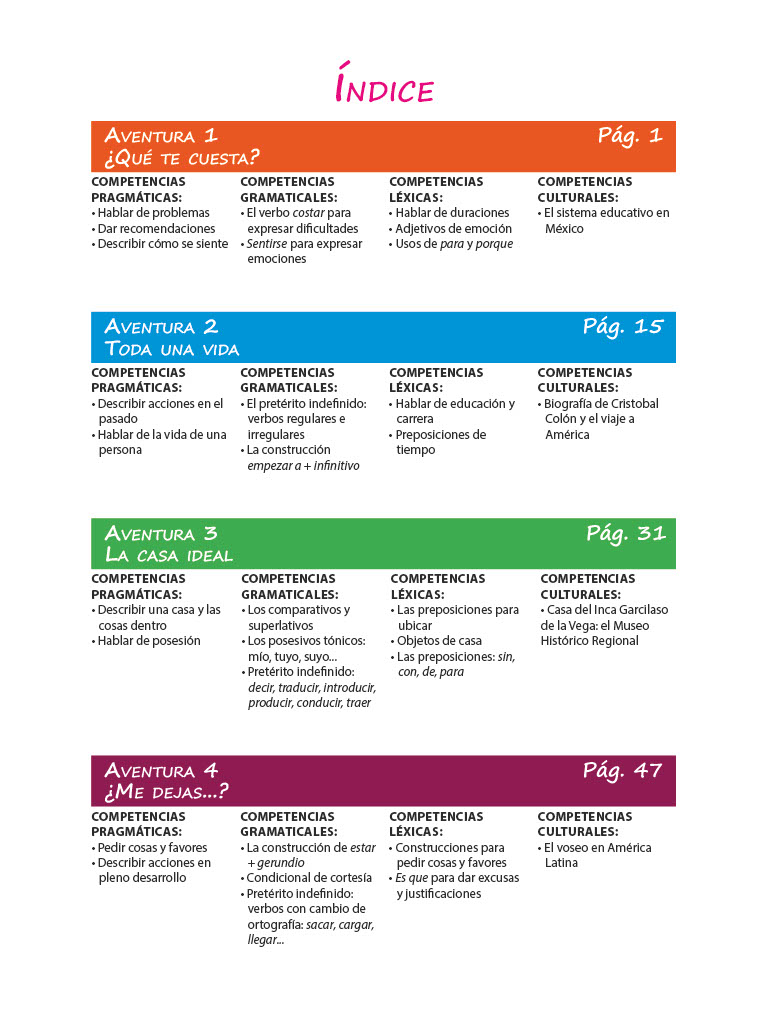 Índice
Aventura 1 Pág. 1
¿Qué te cuesta?
COMPETENCIAS
PRAGMÁTICAS:
• Hablar de problemas
• Dar recomendaciones
• Describir cómo se siente
COMPETENCIAS
GRAMATICALES:
• El verbo costar para
expresar dificultades
• Sentirse para expresar
emociones
COMPETENCIAS
LÉXICAS:
• Hablar de duraciones
• Adjetivos de emoción
• Usos de para y porque
COMPETENCIAS
CULTURALES:
• El sistema educativo en
México
Aventura 2 Pág. 15
Toda una vida
COMPETENCIAS
PRAGMÁTICAS:
• Describir acciones en el
pasado
• Hablar de la vida de una
persona
COMPETENCIAS
GRAMATICALES:
• El pretérito indefinido:
verbos regulares e
irregulares
• La construcción
empezar a + infinitivo
COMPETENCIAS
LÉXICAS:
• Hablar de educación y
carrera
• Preposiciones de
tiempo
COMPETENCIAS
CULTURALES:
• Biografía de Cristobal
Colón y el viaje a
América
Aventura 3 Pág. 31
La casa ideal
COMPETENCIAS
PRAGMÁTICAS:
• Describir una casa y las
cosas dentro
• Hablar de posesión
COMPETENCIAS
GRAMATICALES:
• Los comparativos y
superlativos
• Los posesivos tónicos:
mío, tuyo, suyo...
• Pretérito indefinido:
decir, traducir, introducir,
producir, conducir, traer
COMPETENCIAS
LÉXICAS:
• Las preposiciones para
ubicar
• Objetos de casa
• Las preposiciones: sin,
con, de, para
COMPETENCIAS
CULTURALES:
• Casa del Inca Garcilaso
de la Vega: el Museo
Histórico Regional
Aventura 4 Pág. 47
¿Me dejas...?
COMPETENCIAS
PRAGMÁTICAS:
• Pedir cosas y favores
• Describir acciones en
pleno desarrollo
COMPETENCIAS
GRAMATICALES:
• La construcción de estar
+ gerundio
• Condicional de cortesía
• Pretérito indefinido:
verbos con cambio de
ortografía: sacar, cargar,
llegar...
COMPETENCIAS
LÉXICAS:
• Construcciones para
pedir cosas y favores
• Es que para dar excusas
y justificaciones
COMPETENCIAS
CULTURALES:
• El voseo en América
Latina